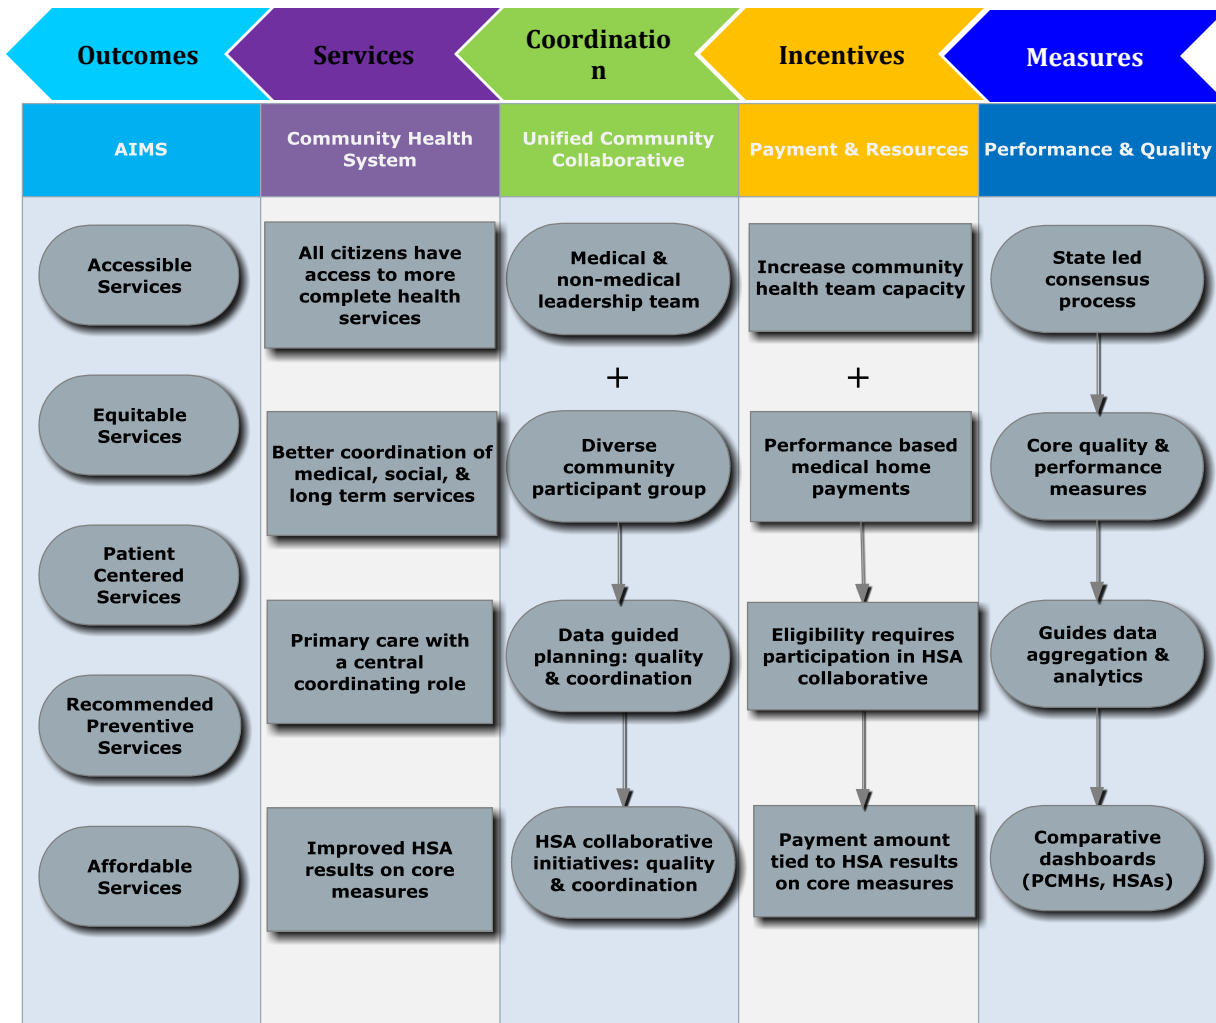 Outcomes
Services
Coordinatio
n
Incentives
Measures
AIMS
Community Health
System
Unified Community
Collaborative
Payment & Resources
Performance & Quality
Accessible
Services
Equitable
Services
Patient
Centered
Services
Recommended
Preventive
Services
Affordable
Services
All citizens have
access to more
complete health
services
Better coordination of
medical, social, &
long term services
Primary care with
a central
coordinating role
Improved HSA
results on core
measures
Medical &
non-medical
leadership team
+
Diverse
community
participant group
Data guided
planning: quality
& coordination
HSA collaborative
initiatives: quality
& coordination
Increase community
health team capacity
+
Performance based
medical home
payments
Eligibility requires
participation in HSA
collaborative
Payment amount
tied to HSA results
on core measures
State led
consensus
process
Core quality &
performance
measures
Guides data
aggregation &
analytics
Comparative
dashboards
(PCMHs, HSAs)